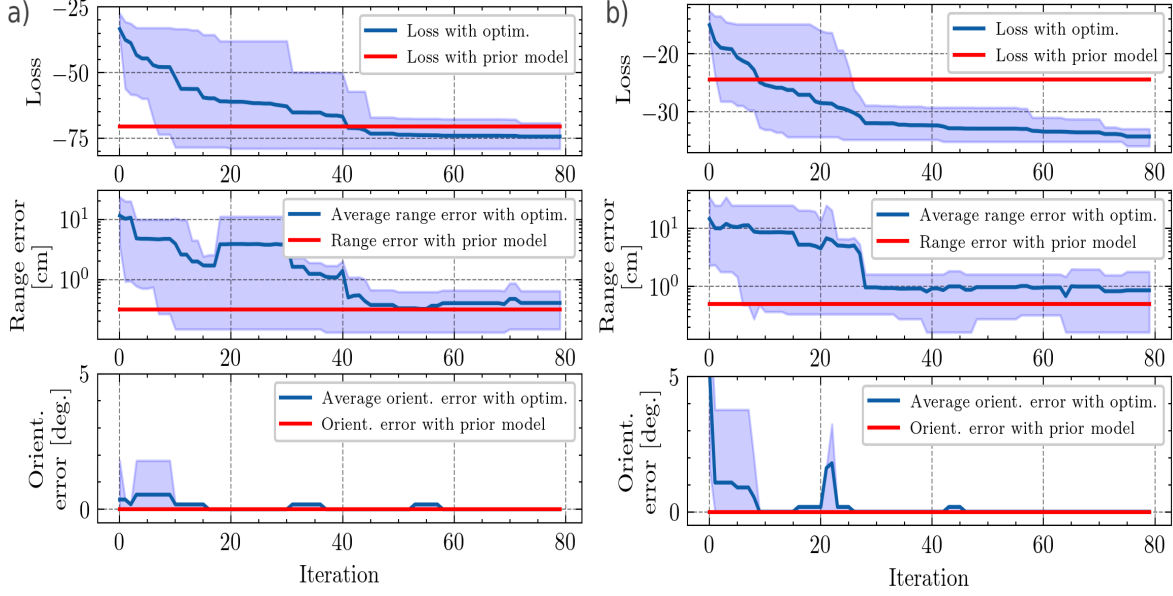 a)
Loss
−25
−50
−75
Loss with optim.
Loss with prior model
0 20 40 60 80
Range error
[cm]
10^1
10^0
Average range error with optim.
Range error with prior model
0 20 40 60 80
Orient.
error [deg.]
5
0
Average orient. error with optim.
Orient. error with prior model
0 20 40 60 80
Iteration
b)
Loss
−20
−30
Loss with optim.
Loss with prior model
0 20 40 60 80
Range error
[cm]
10^1
10^0
Average range error with optim.
Range error with prior model
0 20 40 60 80
Orient.
error [deg.]
5
0
Average orient. error with optim.
Orient. error with prior model
0 20 40 60 80
Iteration